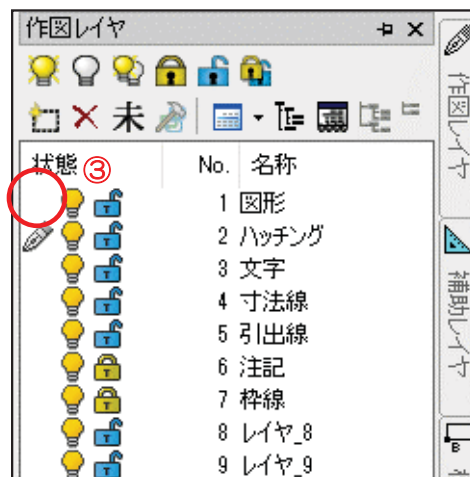 作図レイヤ
未
状態 ③ No. 名称
1 図形
2 ハッチング
3 文字
4 寸法線
5 引出線
6 注記
7 枠線
8 レイヤ_8
9 レイヤ_9
作図レイヤ
補助レイヤ
B